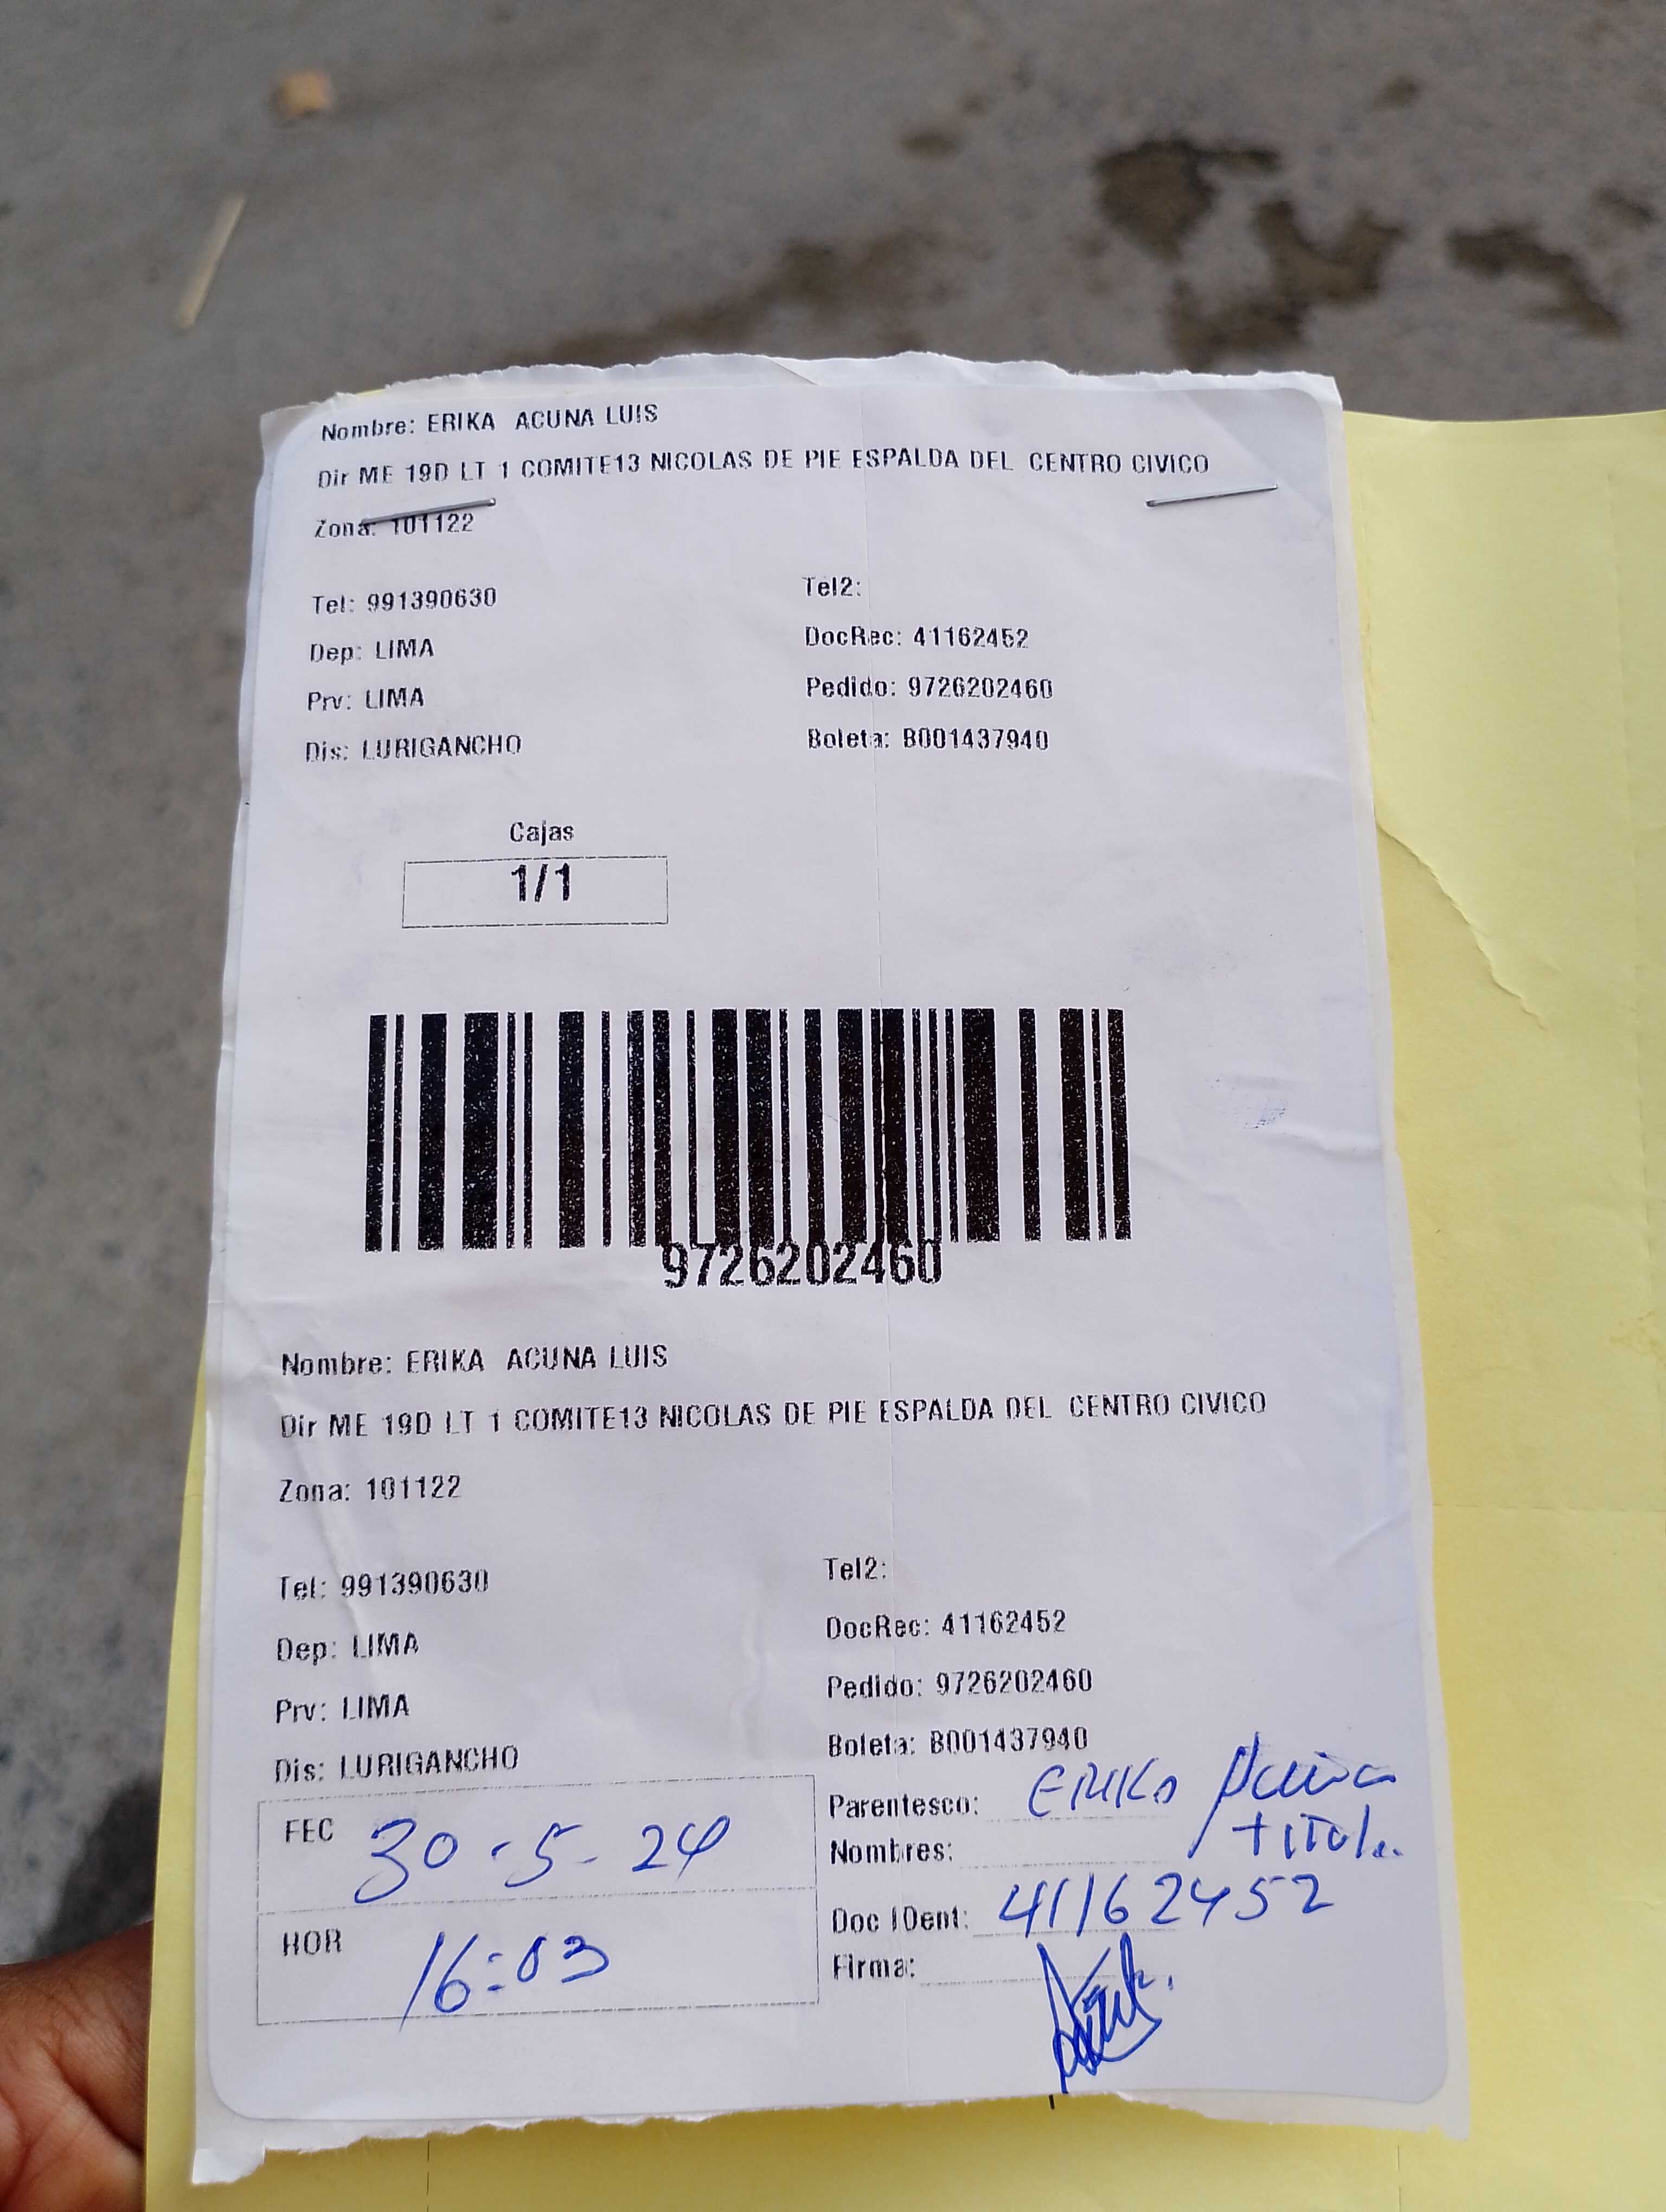 Nombre: ERIKA ACUNA LUIS
Dir ME 19D LT 1 COMITE13 NICOLAS DE PIE ESPALDA DEL CENTRO CIVICO
Zona: 101122
Tel: 991390630
Tel2:
Dep: LIMA
DocRec: 41162452
Prv: LIMA
Pedido: 9726202460
Dis: LURIGANCHO
Boleta: B001437940
Cajas
1/1
9726202460
Nombre: ERIKA ACUNA LUIS
Dir ME 19D LT 1 COMITE13 NICOLAS DE PIE ESPALDA DEL CENTRO CIVICO
Zona: 101122
Tel: 991390630
Tel2:
Dep: LIMA
DocRec: 41162452
Prv: LIMA
Pedido: 9726202460
Dis: LURIGANCHO
Boleta: B001437940
FEC 30-5-24
Parentesco: ERIKA
Nombres:
HOR 16:03
Doc IDent: 41162452
Firma: